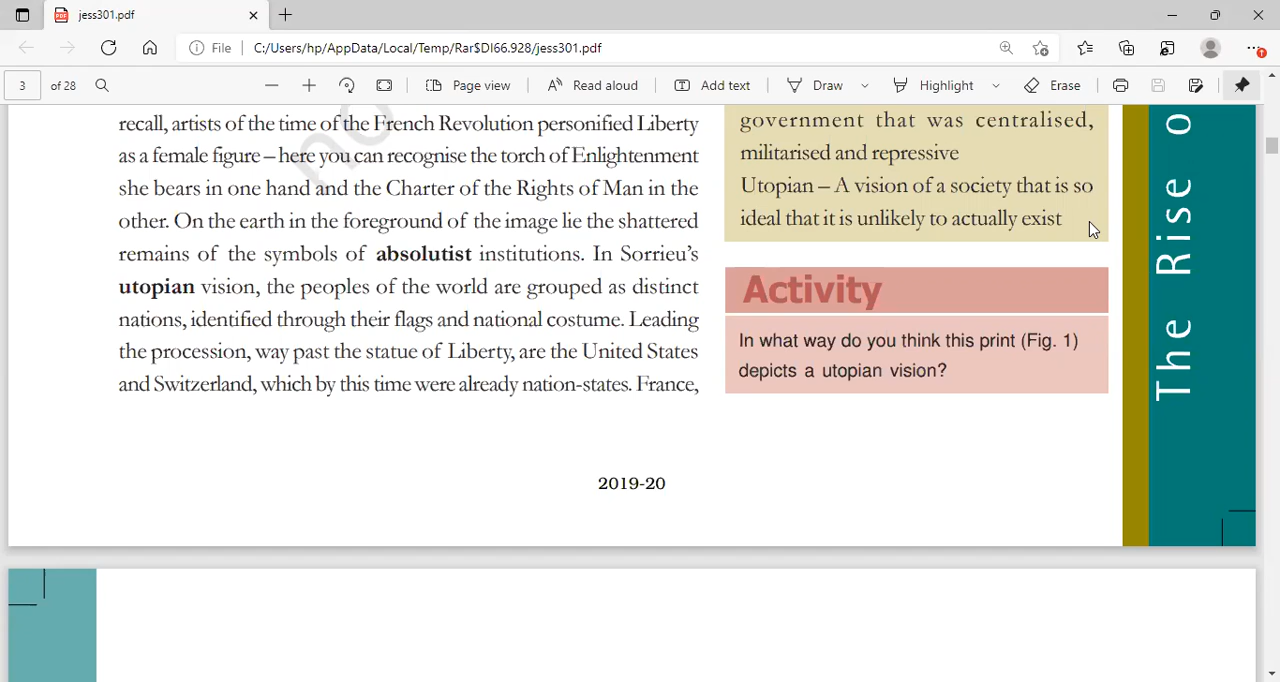 jess301.pdf
File
C:/Users/hp/AppData/Local/Temp/Rar$DI66.928/jess301.pdf
3 of 28
Page view
Read aloud
Add text
Draw
Highlight
Erase
recall, artists of the time of the French Revolution personified Liberty
as a female figure – here you can recognise the torch of Enlightenment
she bears in one hand and the Charter of the Rights of Man in the
other. On the earth in the foreground of the image lie the shattered
remains of the symbols of absolutist institutions. In Sorrieu’s
utopian vision, the peoples of the world are grouped as distinct
nations, identified through their flags and national costume. Leading
the procession, way past the statue of Liberty, are the United States
and Switzerland, which by this time were already nation-states. France,
government that was centralised,
militarised and repressive
Utopian – A vision of a society that is so
ideal that it is unlikely to actually exist
Activity
In what way do you think this print (Fig. 1)
depicts a utopian vision?
The Rise o
no
2019-20